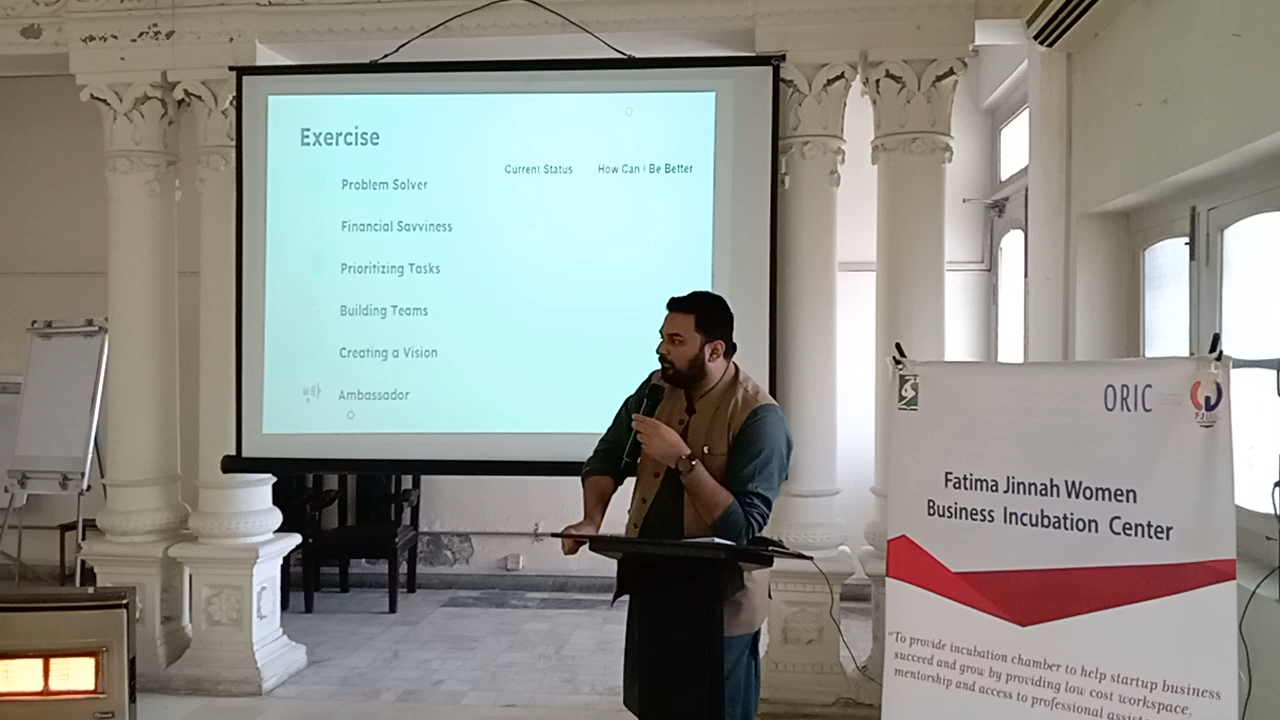 Exercise
Current Status
How Can I Be Better
Problem Solver
Financial Savviness
Prioritizing Tasks
Building Teams
Creating a Vision
Ambassador
ORIC
Fatima Jinnah Women
Business Incubation Center
"To provide incubation chamber to help startup business
succeed and grow by providing low cost workspace,
mentorship and access to professional